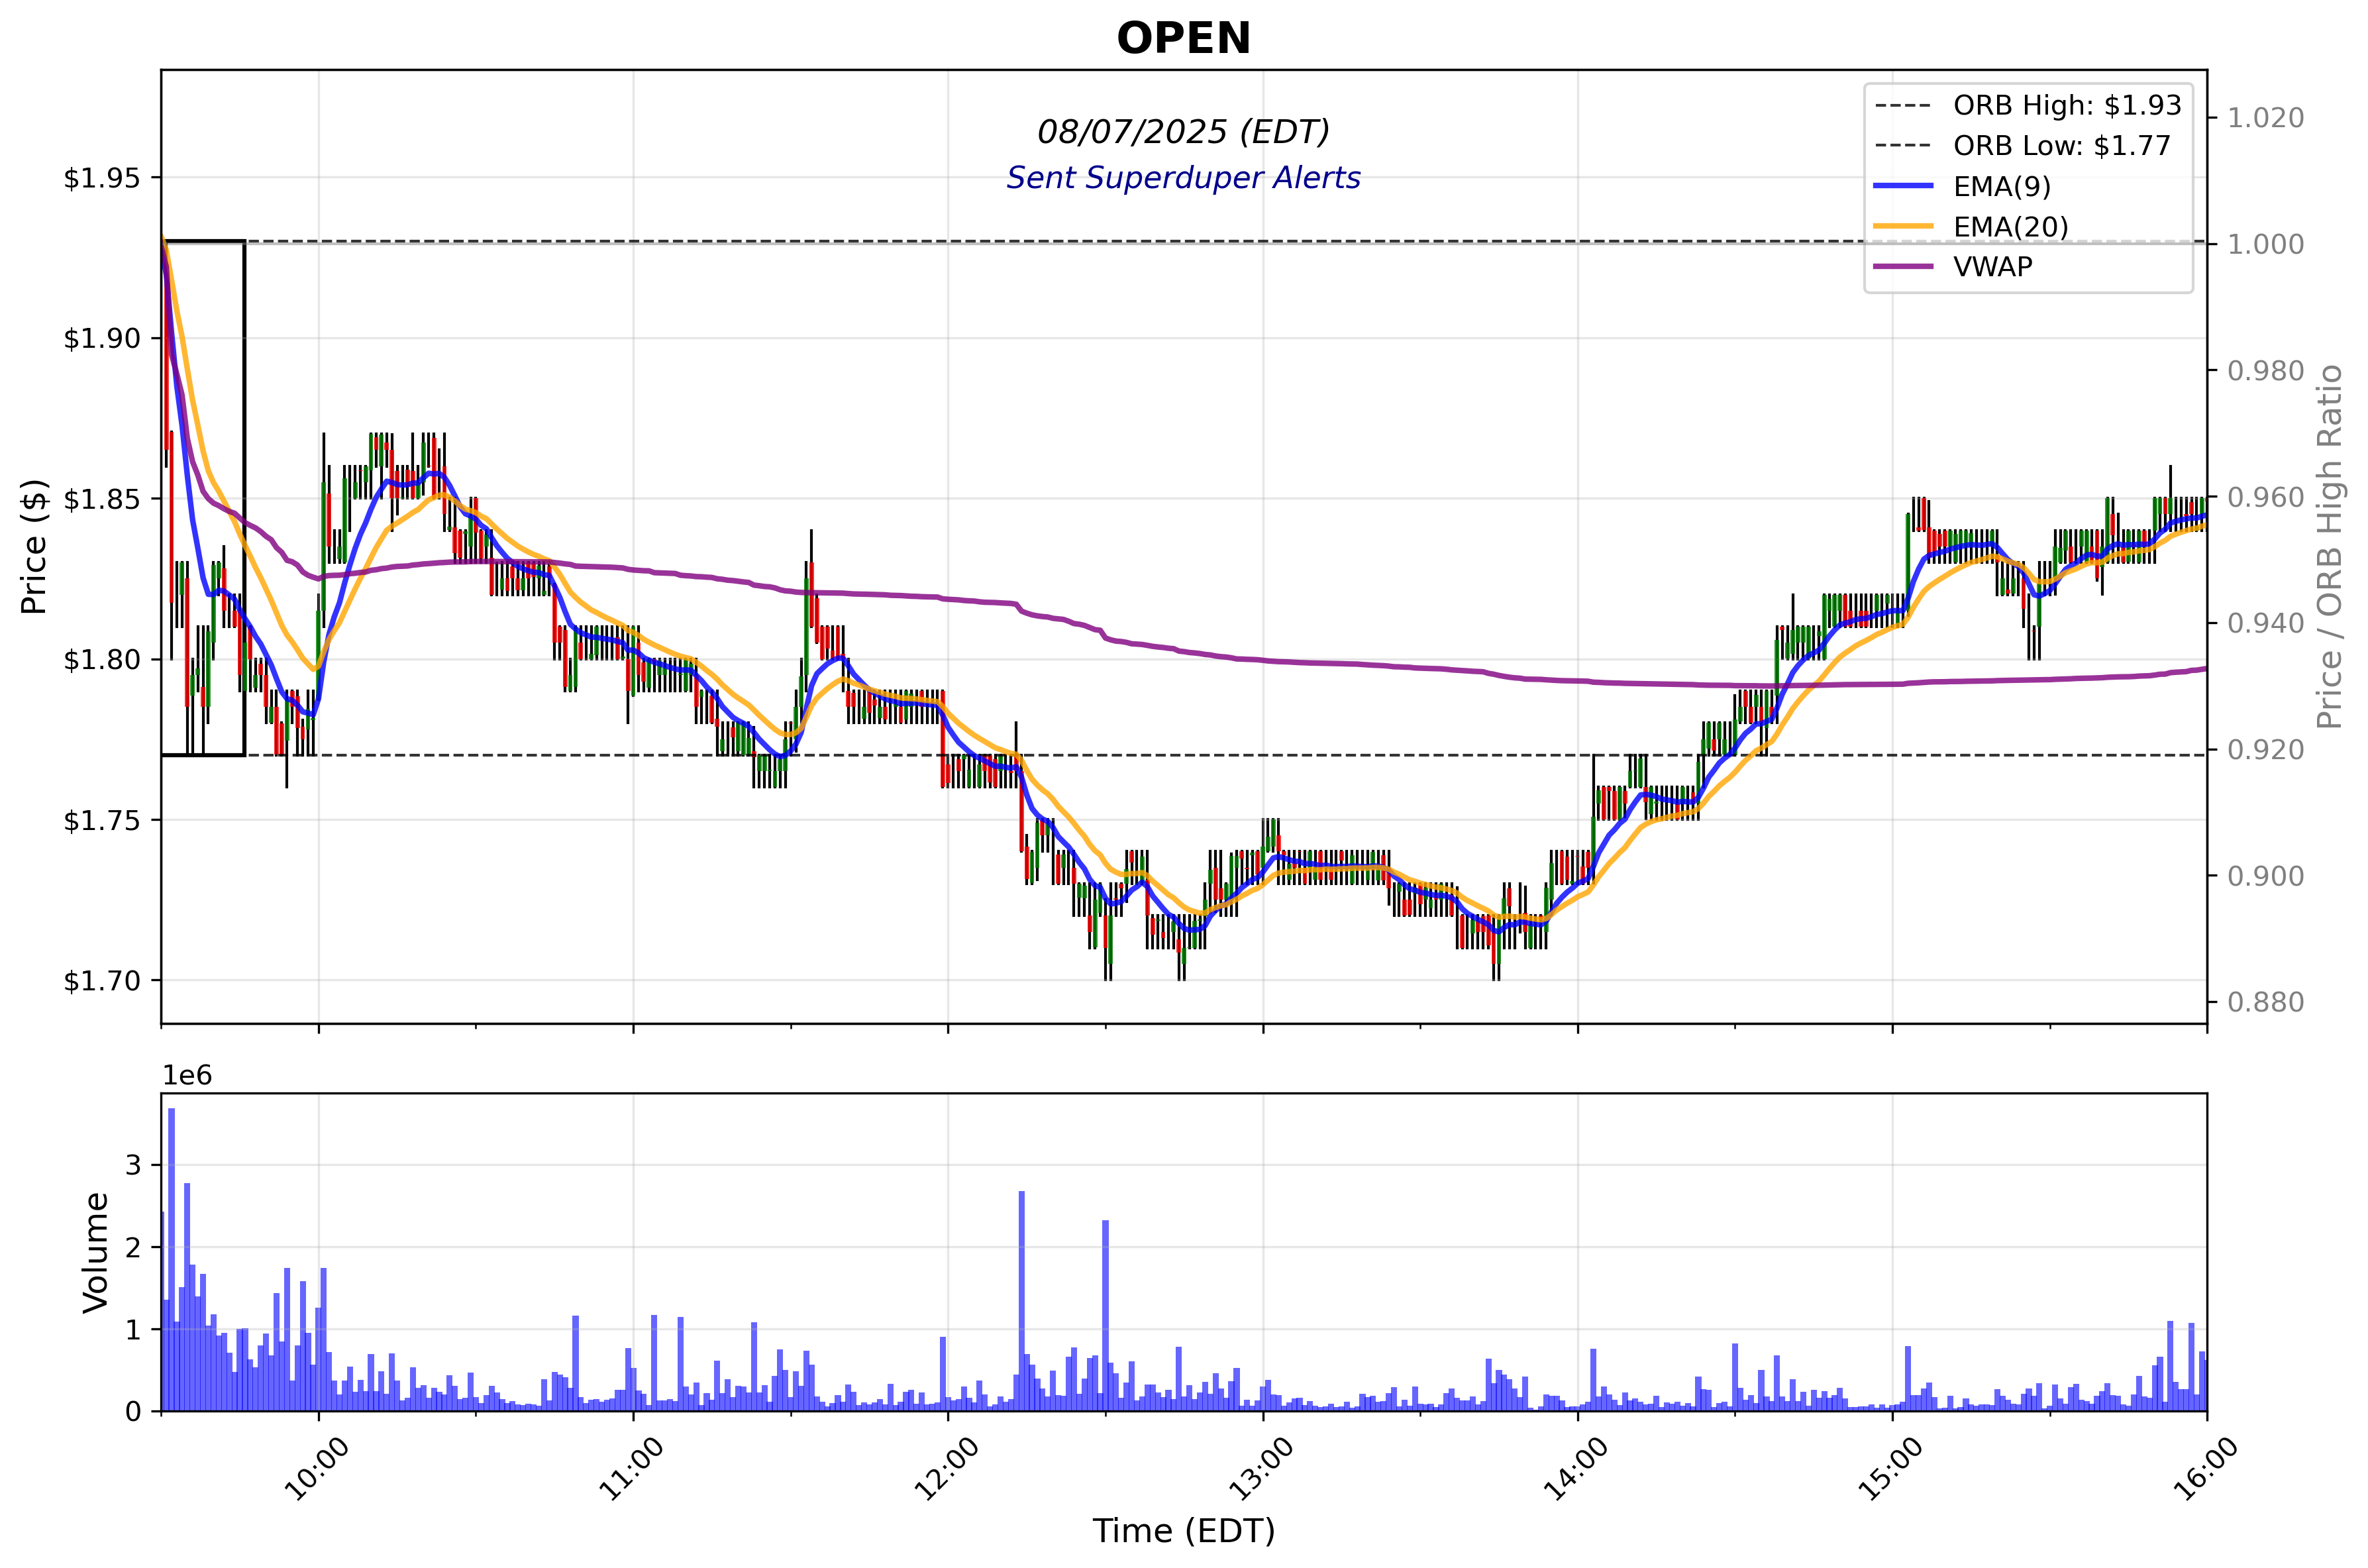 OPEN
08/07/2025 (EDT)
Sent Superduper Alerts
ORB High: $1.93
ORB Low: $1.77
EMA(9)
EMA(20)
VWAP
Price ($)
$1.95
$1.90
$1.85
$1.80
$1.75
$1.70
1.020
1.000
0.980
0.960
0.940
0.920
0.900
0.880
Price / ORB High Ratio
1e6
Volume
3
2
1
0
10:00
11:00
12:00
13:00
14:00
15:00
16:00
Time (EDT)